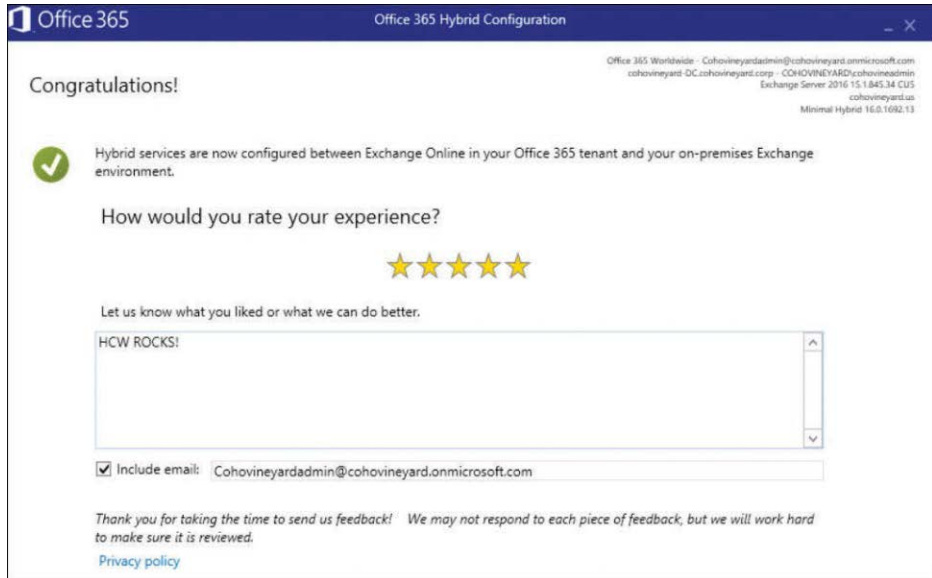 Office 365
Office 365 Hybrid Configuration
Office 365 Worldwide - Cohovineyardadmin@cohovineyard.onmicrosoft.com
cohovineyard-DC.cohovineyard.corp - COHOVINEYARD\cohovineadmin
Exchange Server 2016 15.1.845.34 CU5
cohovineyard.us
Minimal Hybrid 16.0.1692.13
Congratulations!
Hybrid services are now configured between Exchange Online in your Office 365 tenant and your on-premises Exchange
environment.
How would you rate your experience?
Let us know what you liked or what we can do better.
HCW ROCKS!
Include email: Cohovineyardadmin@cohovineyard.onmicrosoft.com
Thank you for taking the time to send us feedback! We may not respond to each piece of feedback, but we will work hard
to make sure it is reviewed.
Privacy policy